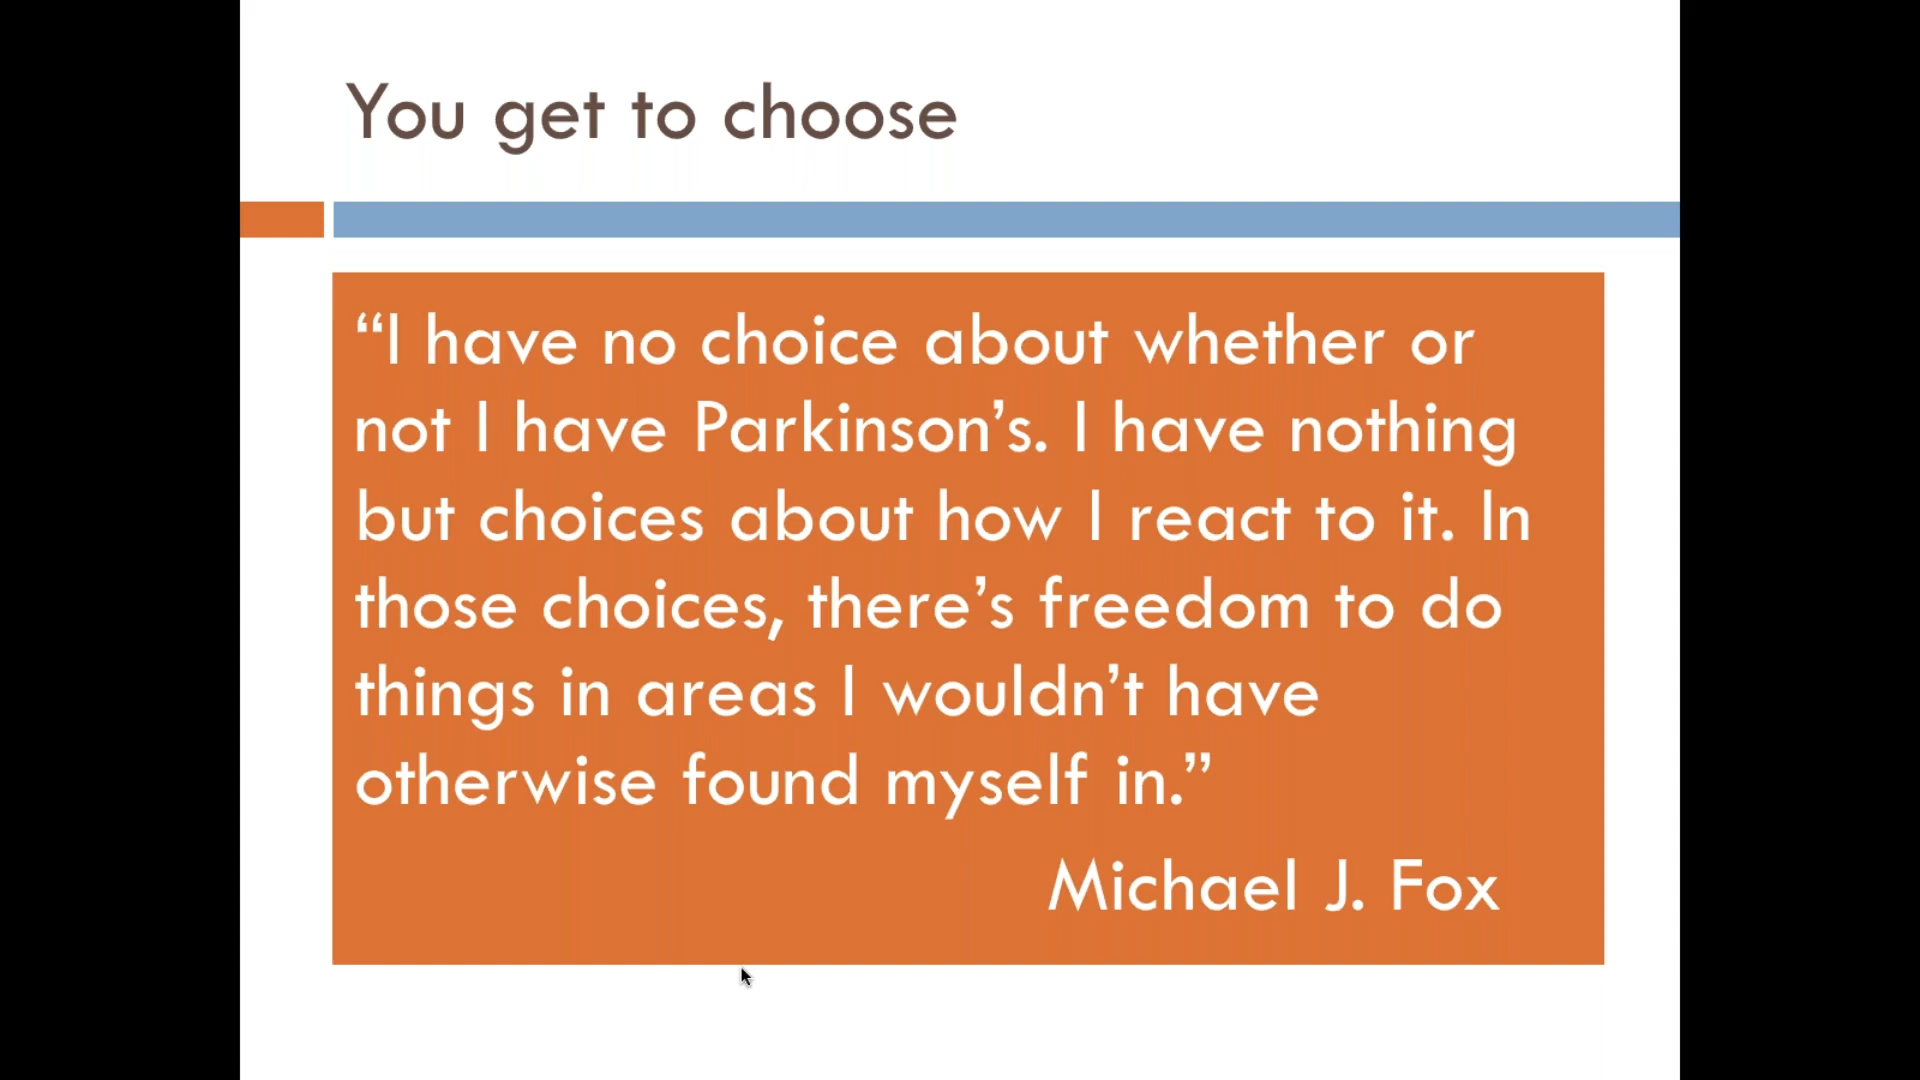 You get to choose
“I have no choice about whether or
not I have Parkinson’s. I have nothing
but choices about how I react to it. In
those choices, there’s freedom to do
things in areas I wouldn’t have
otherwise found myself in.”
Michael J. Fox